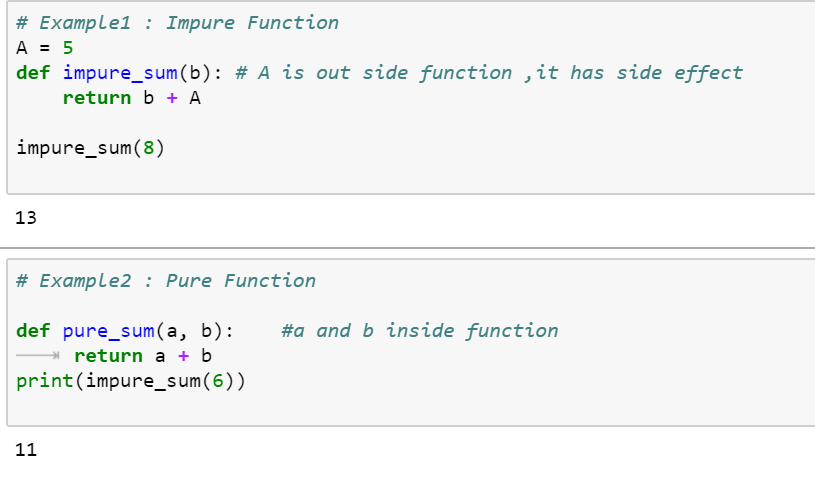 # Example1 : Impure Function
A = 5
def impure_sum(b): # A is out side function ,it has side effect
    return b + A
impure_sum(8)
13
# Example2 : Pure Function
def pure_sum(a, b):    #a and b inside function
     return a + b
print(impure_sum(6))
11